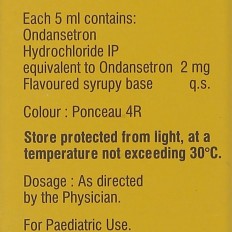 Each 5 ml contains:
Ondansetron
Hydrochloride IP
equivalent to Ondansetron 2 mg
Flavoured syrupy base q.s.
Colour : Ponceau 4R
Store protected from light, at a
temperature not exceeding 30°C.
Dosage : As directed
by the Physician.
For Paediatric Use.